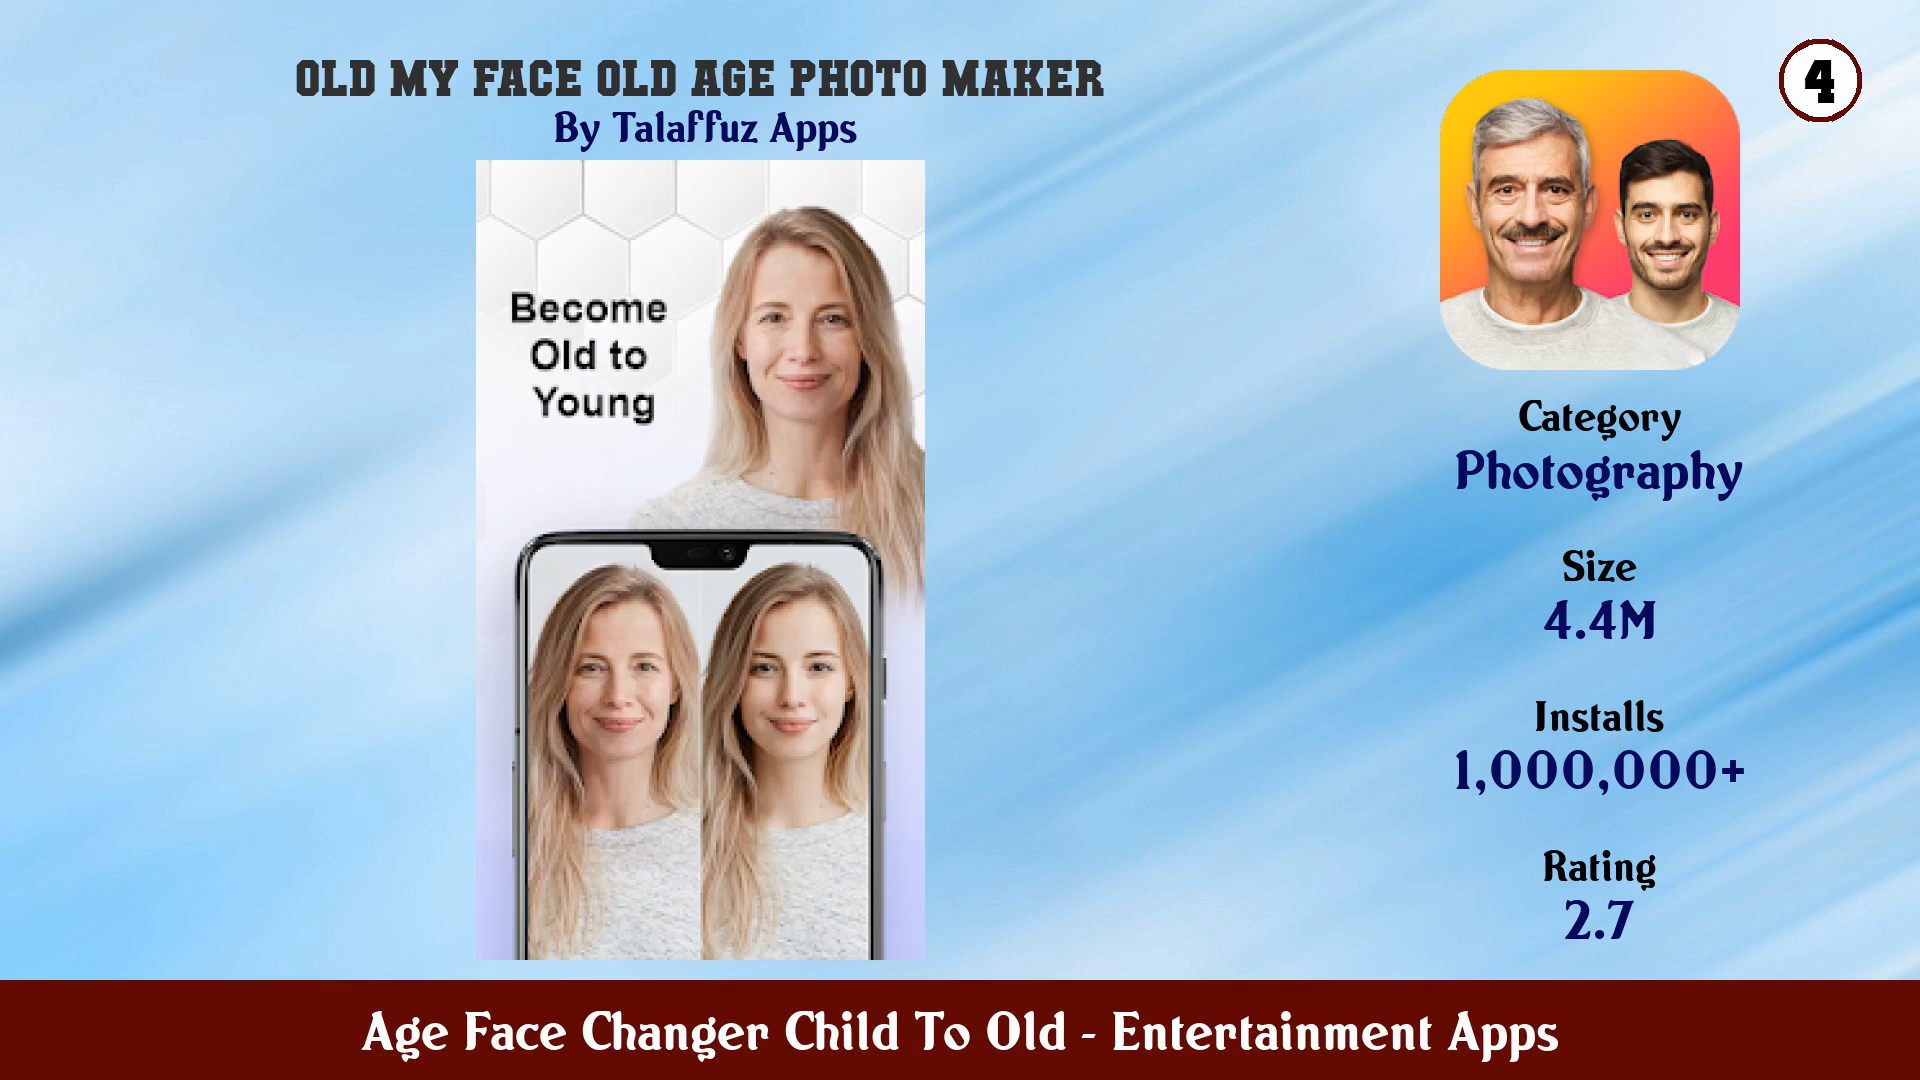 OLD MY FACE OLD AGE PHOTO MAKER
By Talaffuz Apps
4
Become
Old to
Young
Category
Photography
Size
4.4M
Installs
1,000,000+
Rating
2.7
Age Face Changer Child To Old - Entertainment Apps